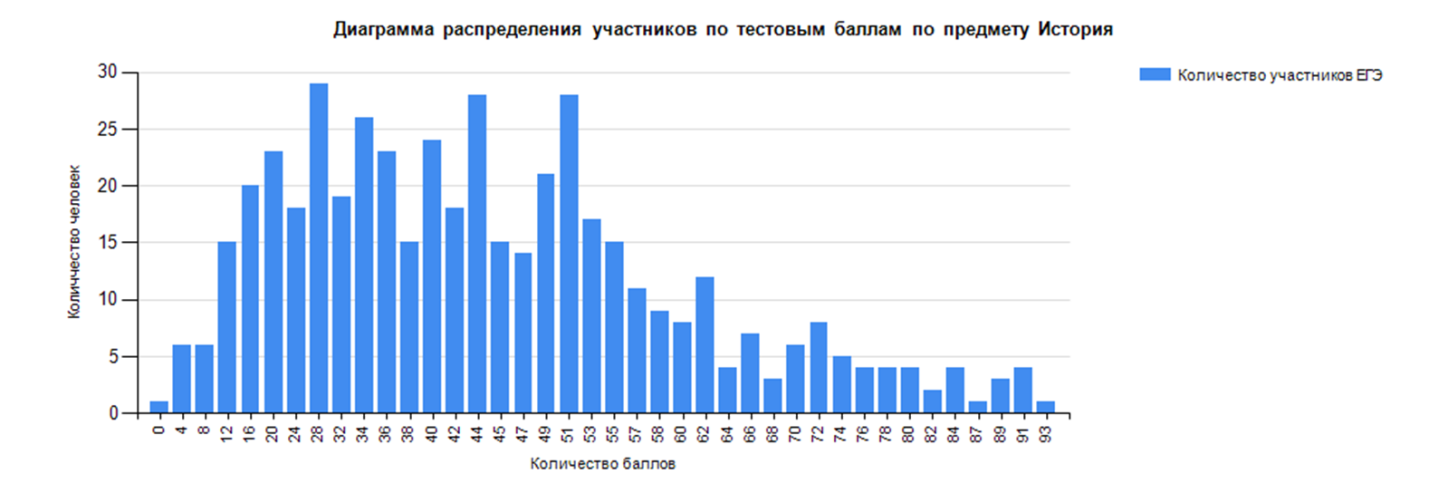 Диаграмма распределения участников по тестовым баллам по предмету История
Количество участников ЕГЭ
Количчество человек
30
25
20
15
10
5
0
0 4 8 12 16 20 24 28 32 34 36 38 40 42 44 45 47 49 51 53 55 57 58 60 62 64 66 68 70 72 74 76 78 80 82 84 87 89 91 93
Количество баллов